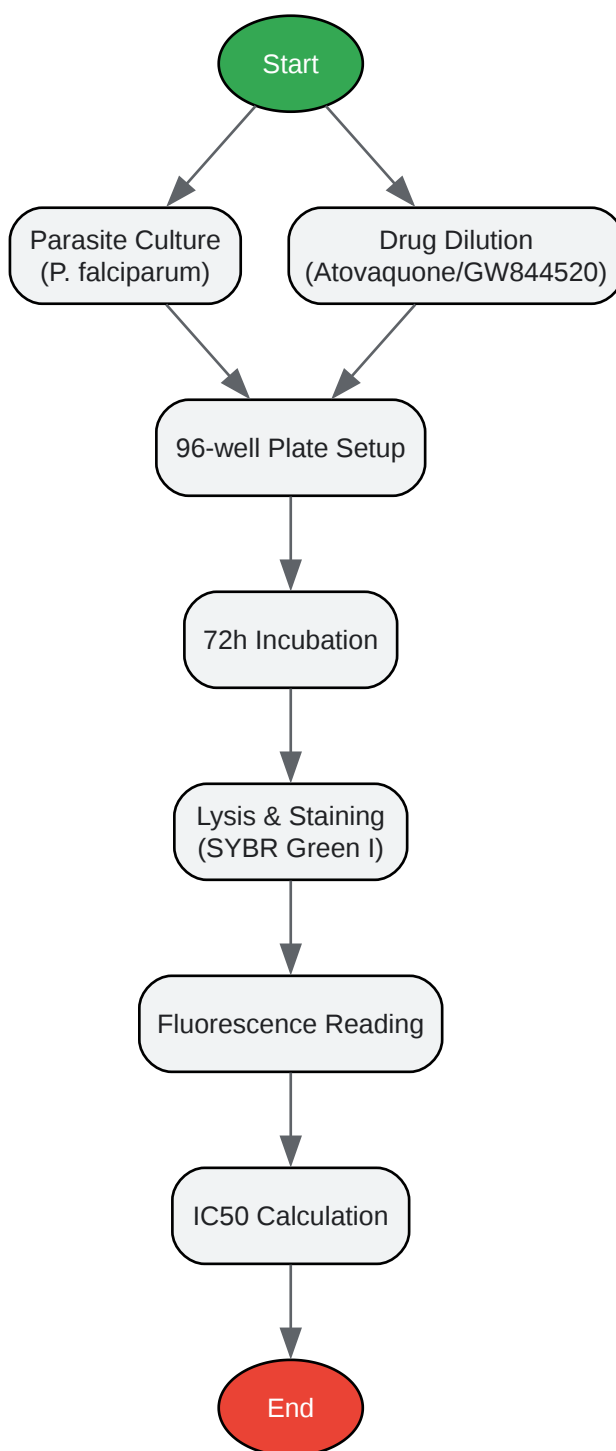 Start
Parasite Culture
(P. falciparum)
Drug Dilution
(Atovaquone/GW844520)
96-well Plate Setup
72h Incubation
Lysis & Staining
(SYBR Green I)
Fluorescence Reading
IC50 Calculation
End